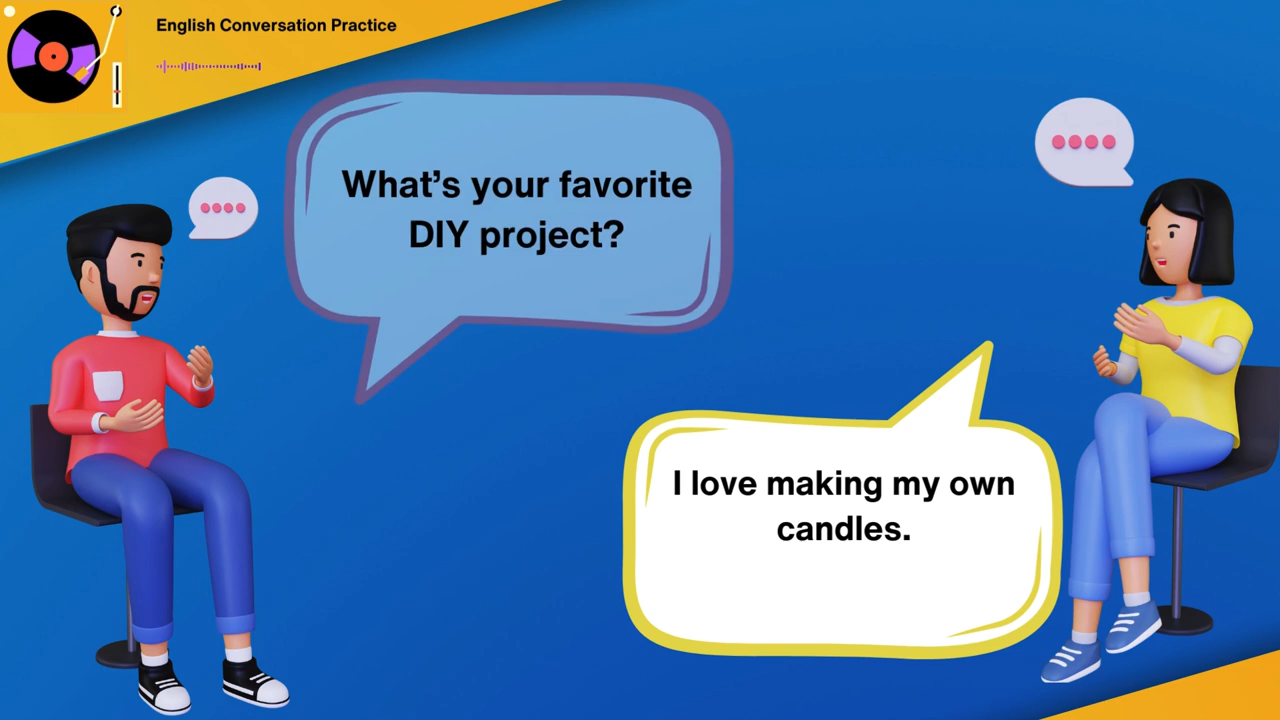 English Conversation Practice
What’s your favorite
DIY project?
I love making my own
candles.